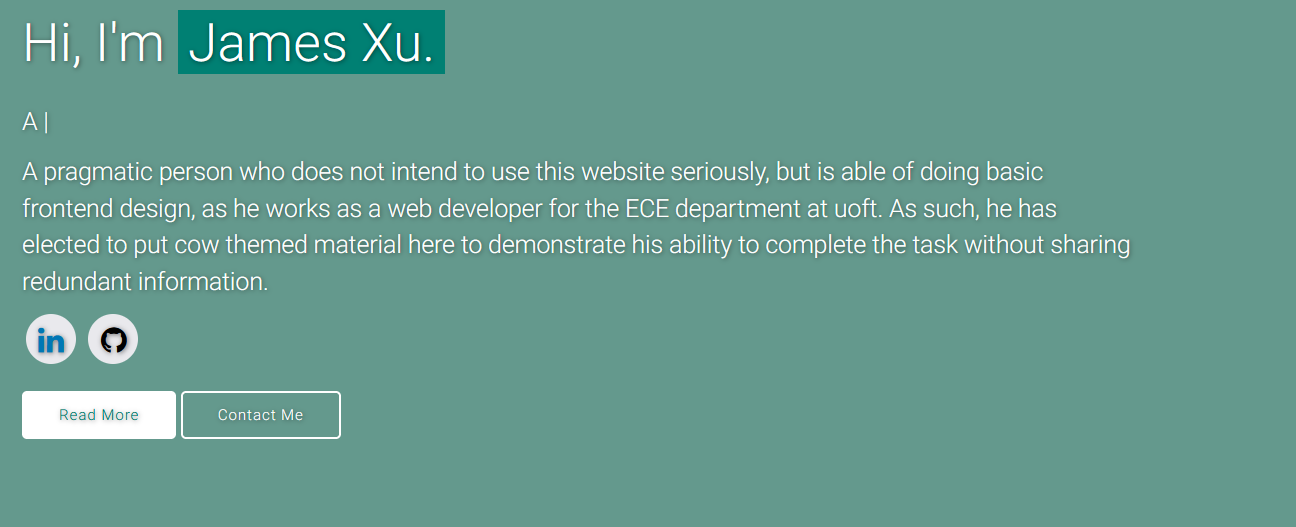 Hi, I'm James Xu.
A |
A pragmatic person who does not intend to use this website seriously, but is able of doing basic
frontend design, as he works as a web developer for the ECE department at uoft. As such, he has
elected to put cow themed material here to demonstrate his ability to complete the task without sharing
redundant information.
in
Read More Contact Me